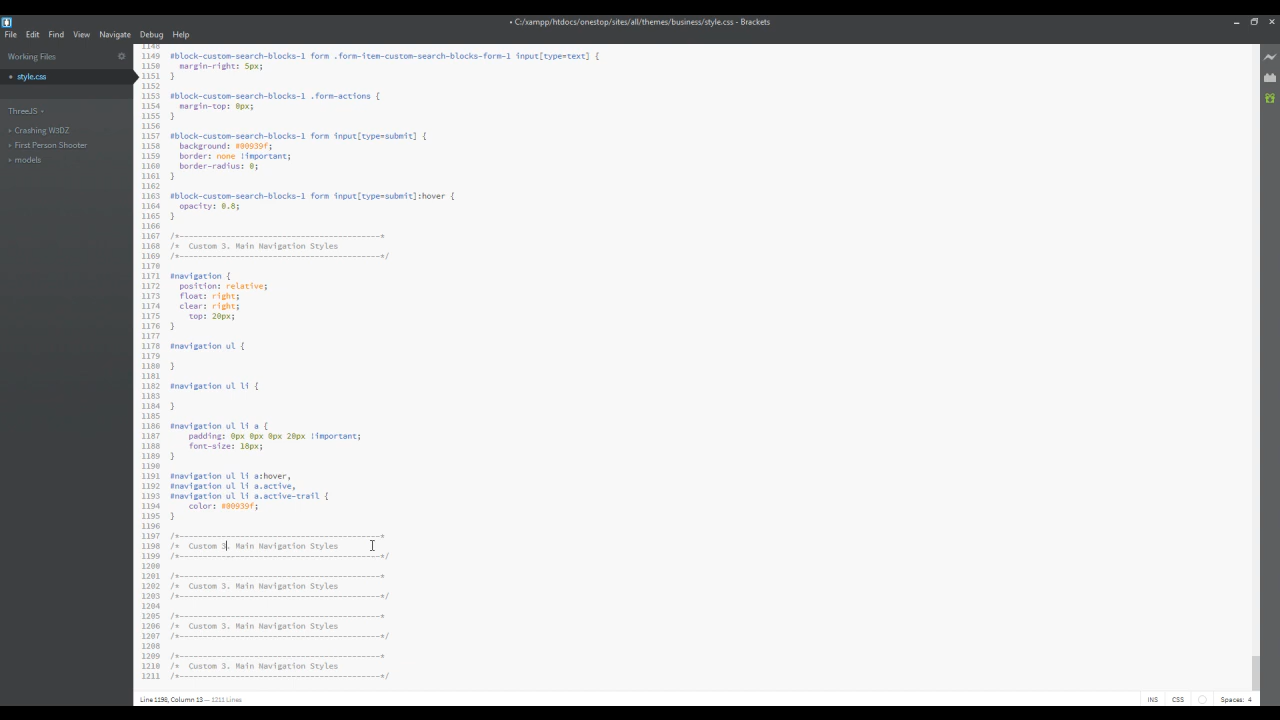 • C:/xampp/htdocs/onestop/sites/all/themes/business/style.css - Brackets
File Edit Find View Navigate Debug Help
Working Files
style.css
ThreeJS
Crashing W3DZ
First Person Shooter
models
1148
1149 #block-custom-search-blocks-1 form .form-item-custom-search-blocks-form-1 input[type=text] {
1150 margin-right: 5px;
1151 }
1152
1153 #block-custom-search-blocks-1 .form-actions {
1154 margin-top: 0px;
1155 }
1156
1157 #block-custom-search-blocks-1 form input[type=submit] {
1158 background: #00939f;
1159 border: none !important;
1160 border-radius: 0;
1161 }
1162
1163 #block-custom-search-blocks-1 form input[type=submit]:hover {
1164 opacity: 0.8;
1165 }
1166
1167 /*-------------------------------------------*
1168 /*  Custom 3. Main Navigation Styles
1169 /*-------------------------------------------*/
1170
1171 #navigation {
1172 position: relative;
1173 float: right;
1174 clear: right;
1175 top: 20px;
1176 }
1177
1178 #navigation ul {
1179
1180 }
1181
1182 #navigation ul li {
1183
1184 }
1185
1186 #navigation ul li a {
1187 padding: 0px 0px 0px 20px !important;
1188 font-size: 18px;
1189 }
1190
1191 #navigation ul li a:hover,
1192 #navigation ul li a.active,
1193 #navigation ul li a.active-trail {
1194 color: #00939f;
1195 }
1196
1197 /*-------------------------------------------*
1198 /*  Custom 3. Main Navigation Styles
1199 /*-------------------------------------------*/
1200
1201 /*-------------------------------------------*
1202 /*  Custom 3. Main Navigation Styles
1203 /*-------------------------------------------*/
1204
1205 /*-------------------------------------------*
1206 /*  Custom 3. Main Navigation Styles
1207 /*-------------------------------------------*/
1208
1209 /*-------------------------------------------*
1210 /*  Custom 3. Main Navigation Styles
1211 /*-------------------------------------------*/
Line 1198, Column 13 — 1211 Lines
INS CSS Spaces: 4